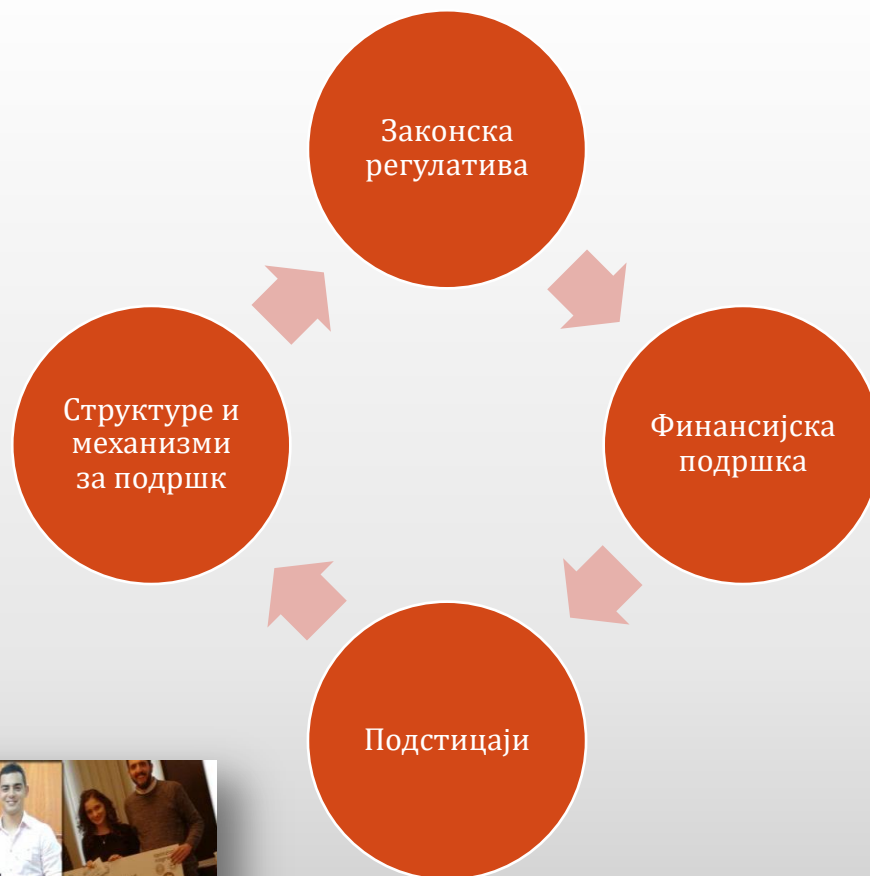 Законска
регулатива
Финансијска
подршка
Подстицаји
Структуре и
механизми
за подршк